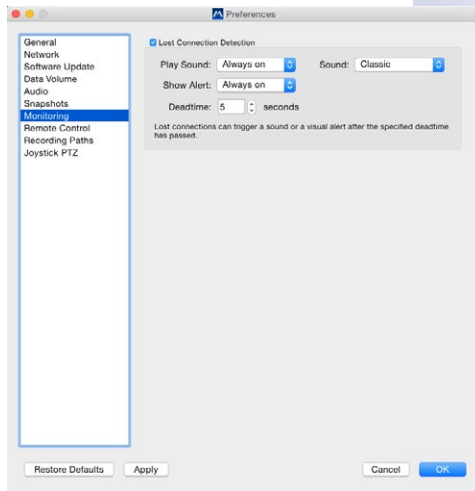 Preferences
General
Network
Software Update
Data Volume
Audio
Snapshots
Monitoring
Remote Control
Recording Paths
Joystick PTZ
Lost Connection Detection
Play Sound: Always on Sound: Classic
Show Alert: Always on
Deadtime: 5 seconds
Lost connections can trigger a sound or a visual alert after the specified deadtime
has passed.
Restore Defaults Apply Cancel OK